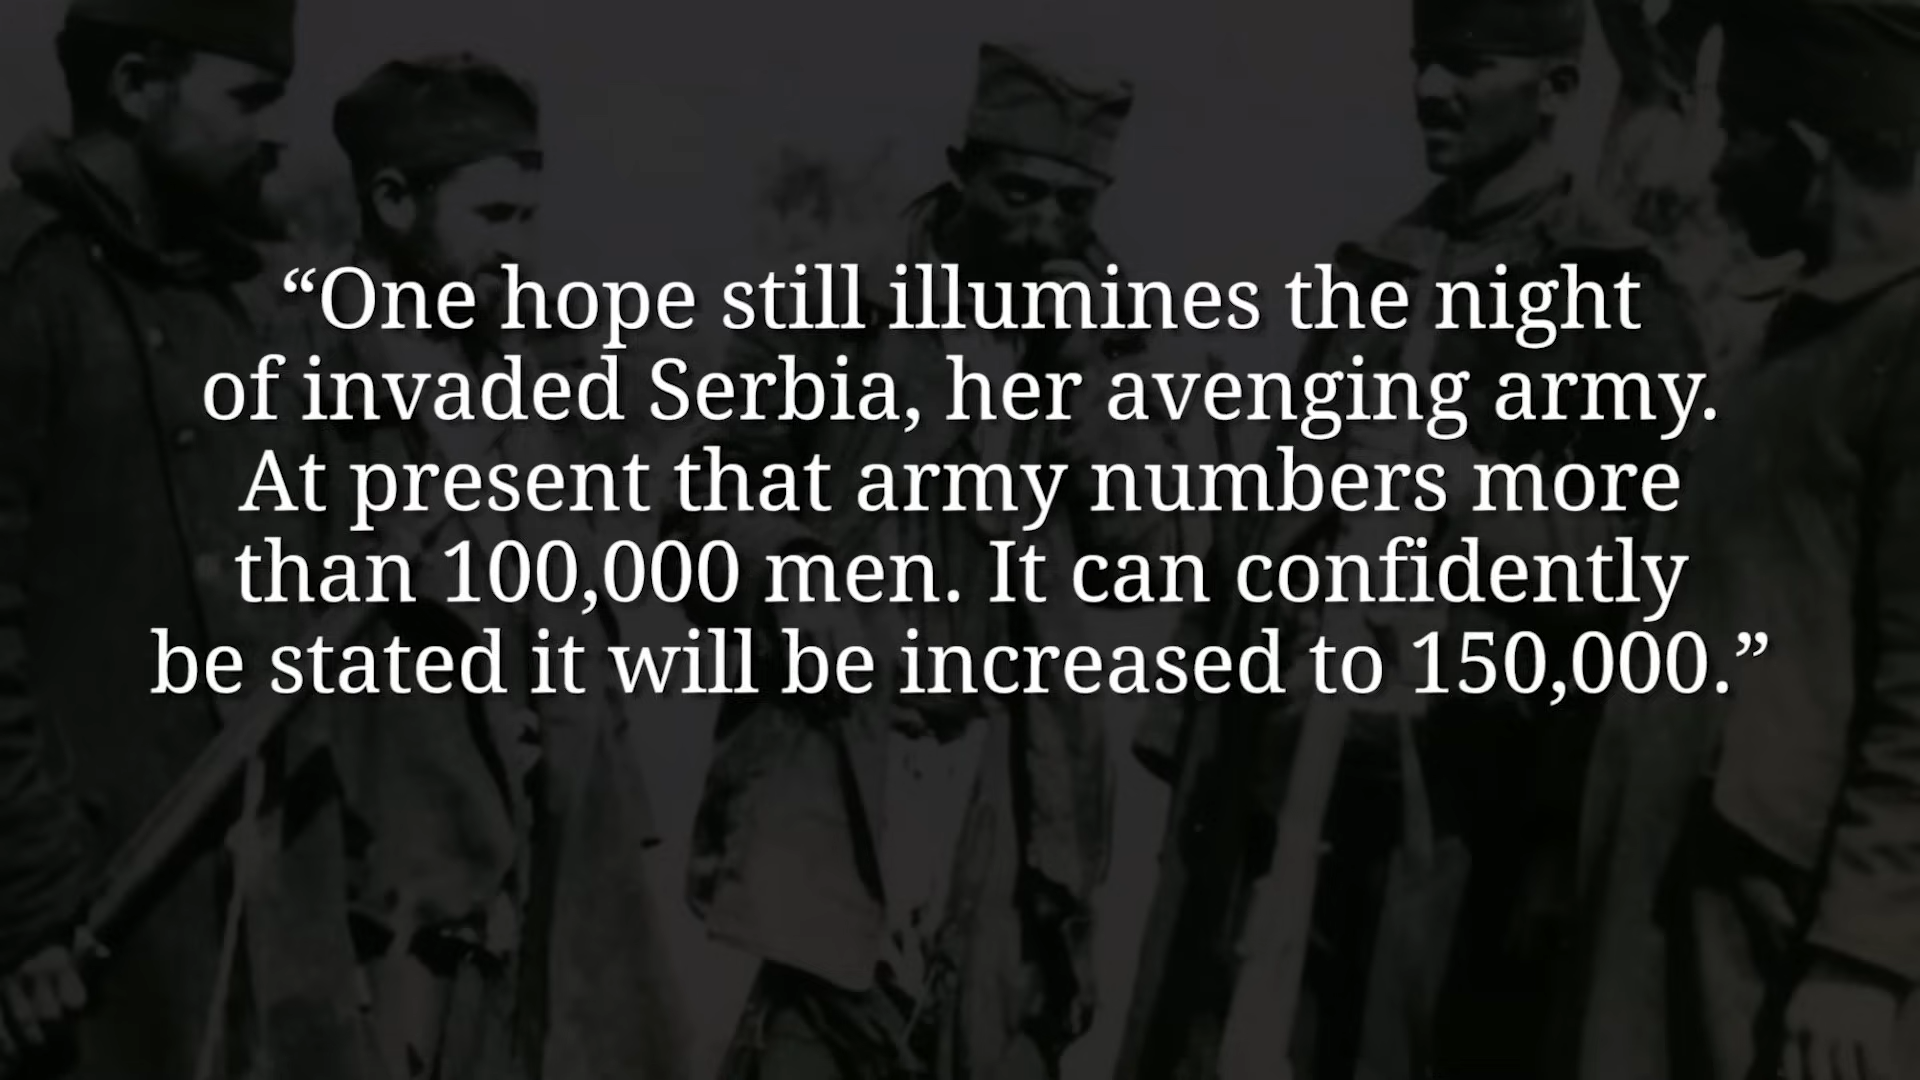 “One hope still illumines the night
of invaded Serbia, her avenging army.
At present that army numbers more
than 100,000 men. It can confidently
be stated it will be increased to 150,000.”